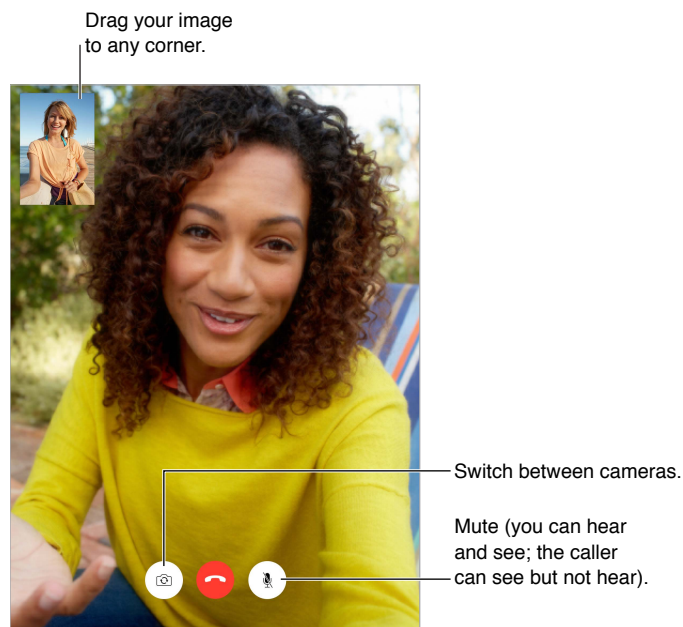 Drag your image
to any corner.
Switch between cameras.
Mute (you can hear
and see; the caller
can see but not hear).